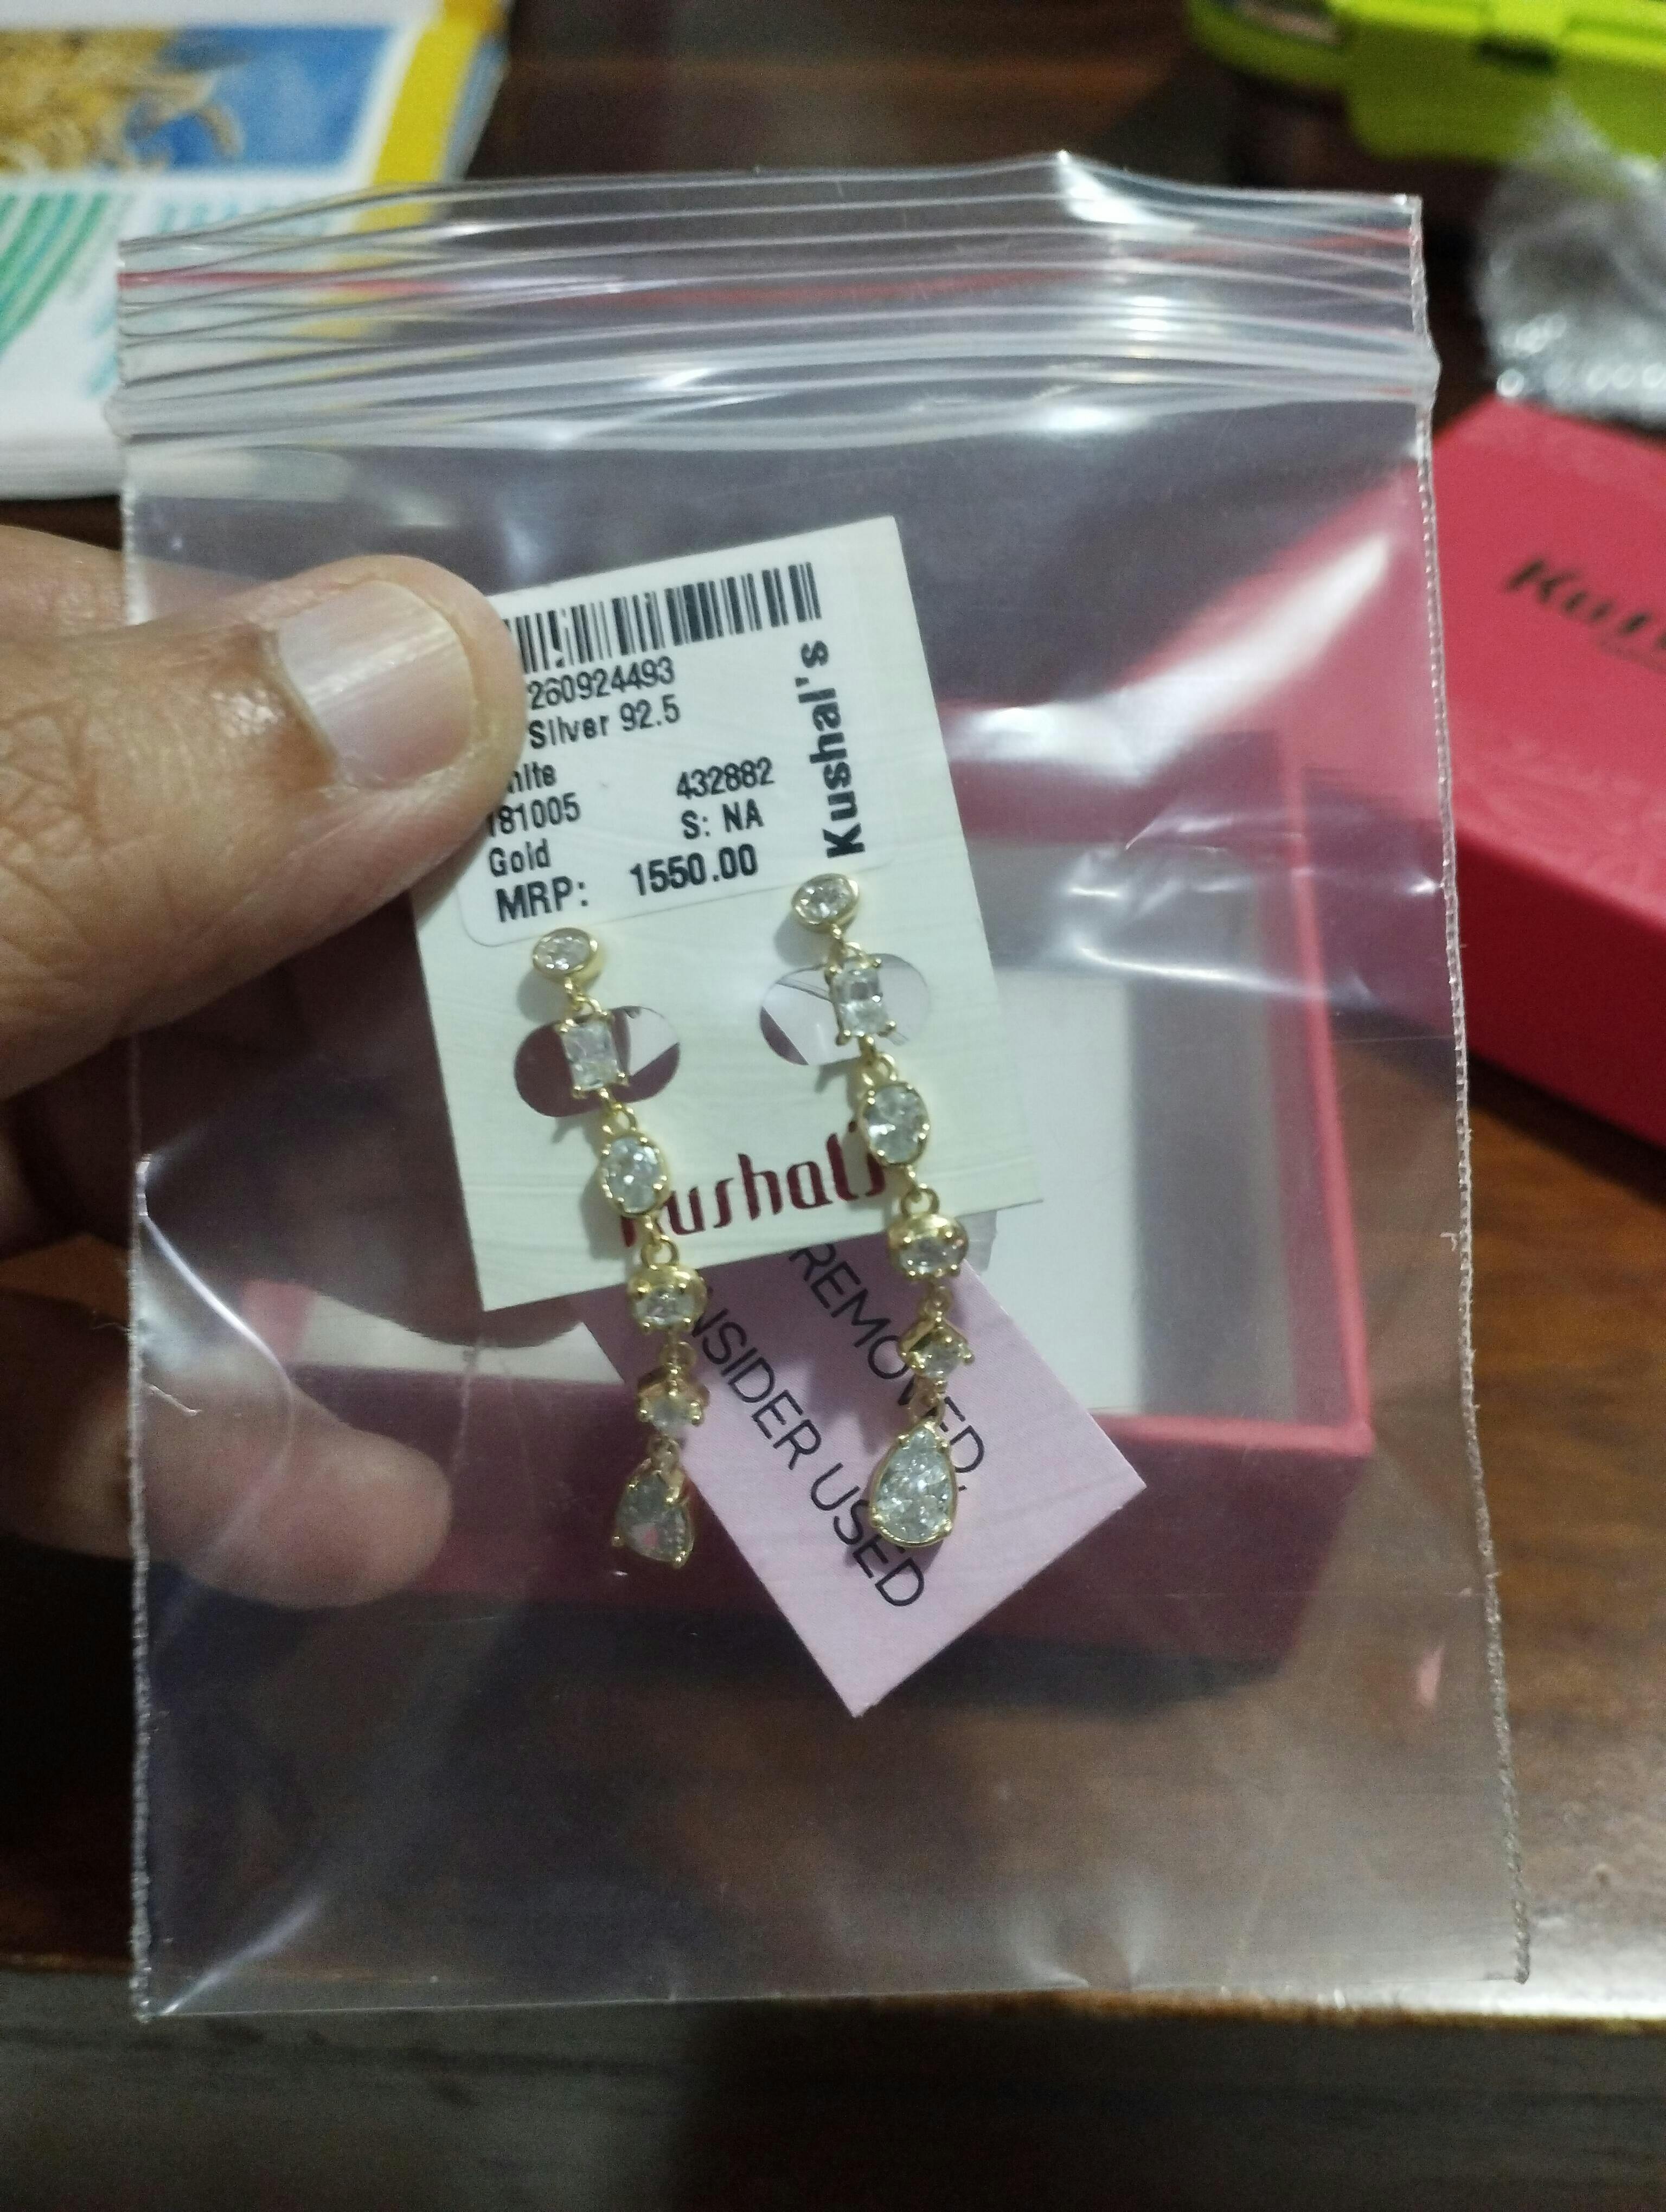 260924493
Silver 92.5
432882
181005
S: NA
Gold
MRP: 1550.00
Kushal's
Kushal's
REMOVED,
NSIDER USED